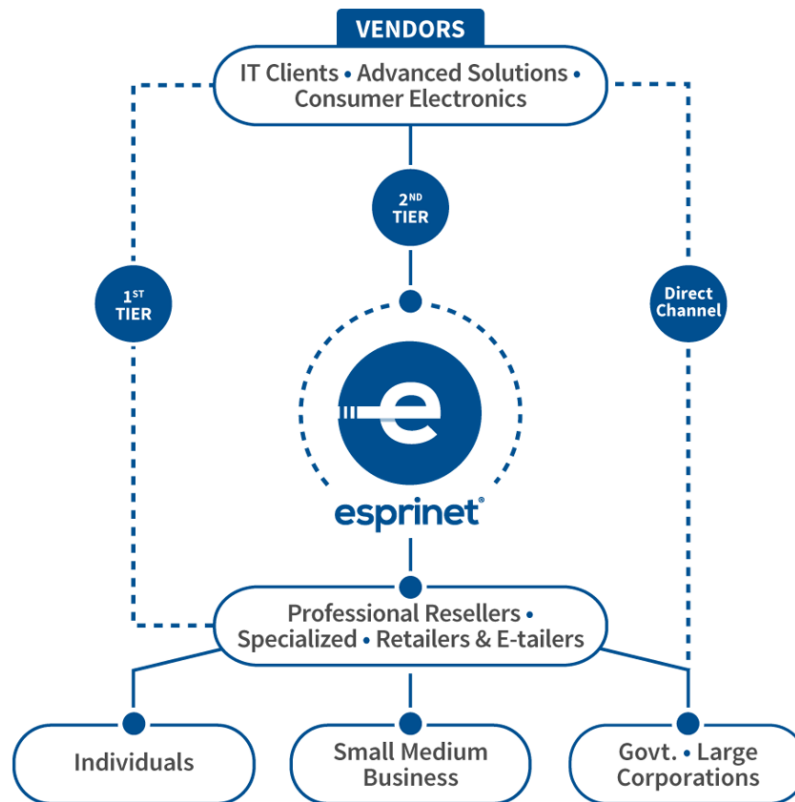 VENDORS
IT Clients • Advanced Solutions •
Consumer Electronics
2ND
TIER
1ST
TIER
Direct
Channel
e
esprinet®
Professional Resellers •
Specialized • Retailers & E-tailers
Individuals
Small Medium
Business
Govt. • Large
Corporations